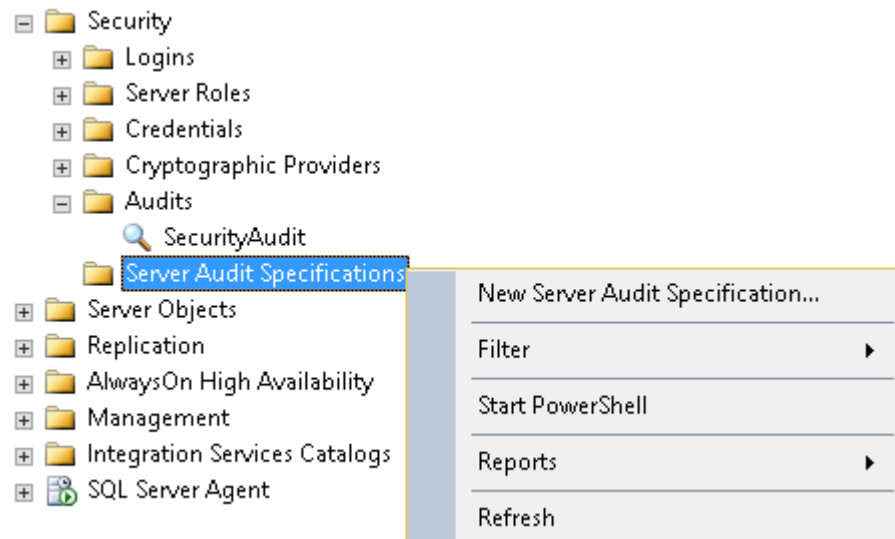 Security
Logins
Server Roles
Credentials
Cryptographic Providers
Audits
SecurityAudit
Server Audit Specifications
Server Objects
Replication
AlwaysOn High Availability
Management
Integration Services Catalogs
SQL Server Agent
New Server Audit Specification...
Filter
Start PowerShell
Reports
Refresh